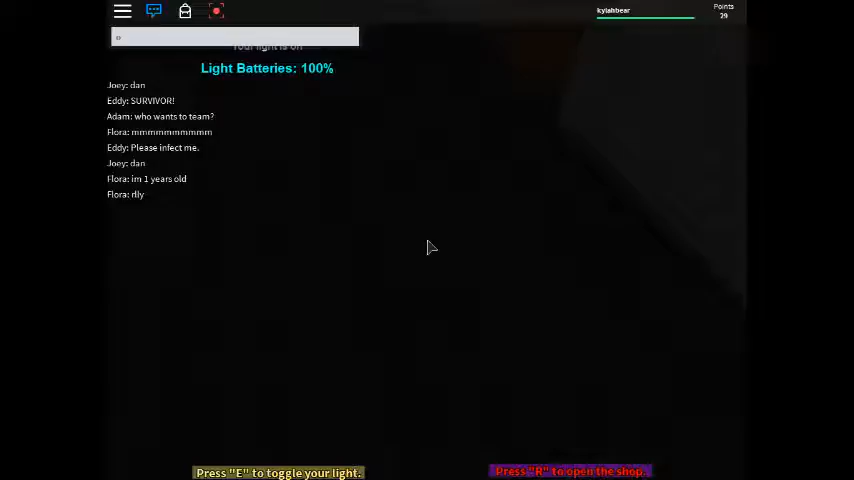 kylahbear
Points
29
Your light is on
Light Batteries: 100%
Joey: dan
Eddy: SURVIVOR!
Adam: who wants to team?
Flora: mmmmmmmmmm
Eddy: Please infect me.
Joey: dan
Flora: im 1 years old
Flora: rlly
Press "E" to toggle your light.
Press "R" to open the shop.